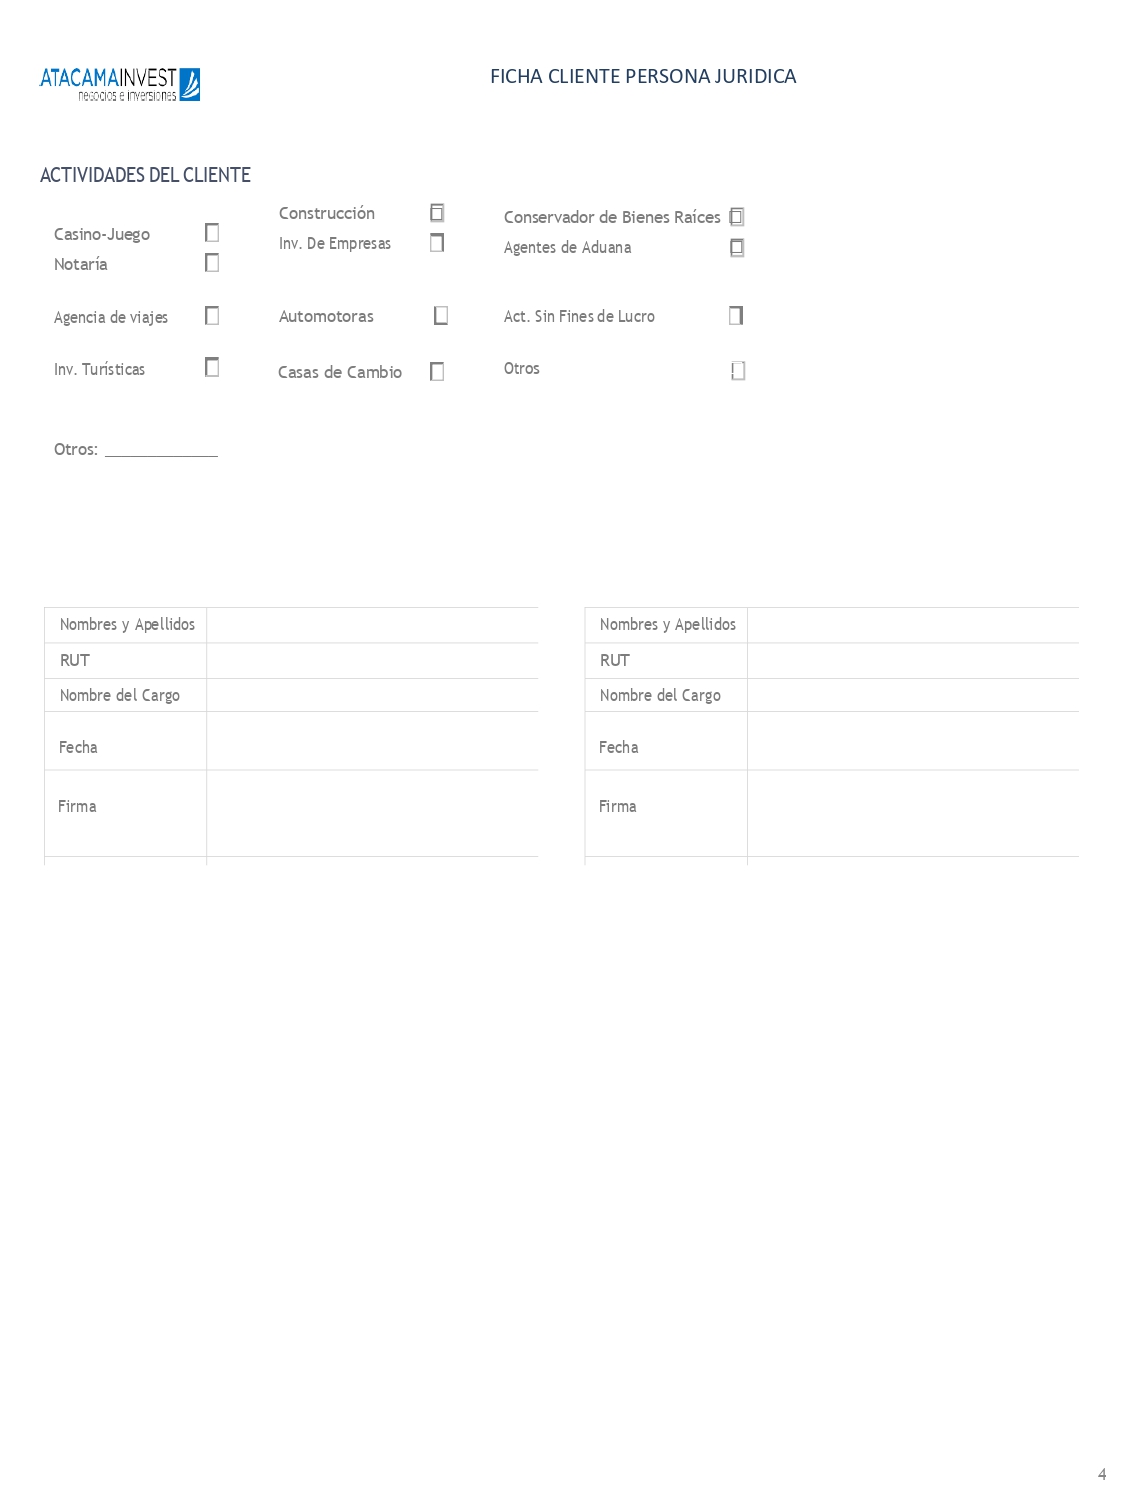 ATACAMAINVEST
negocios e inversiones
FICHA CLIENTE PERSONA JURIDICA
ACTIVIDADES DEL CLIENTE
Casino-Juego
Notaría
Construcción
Inv. De Empresas
Conservador de Bienes Raíces
Agentes de Aduana
Agencia de viajes
Automotoras
Act. Sin Fines de Lucro
Inv. Turísticas
Casas de Cambio
Otros
Otros: ____________
Nombres y Apellidos
RUT
Nombre del Cargo
Fecha
Firma
Nombres y Apellidos
RUT
Nombre del Cargo
Fecha
Firma
4